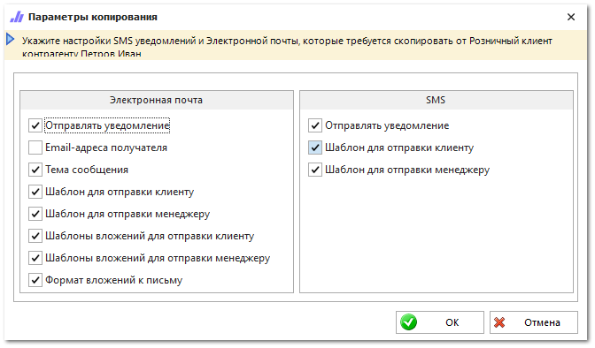 Параметры копирования
Укажите настройки SMS уведомлений и Электронной почты, которые требуется скопировать от Розничный клиент
контрагенту Петров Иван
Электронная почта
Отправлять уведомление
Email-адреса получателя
Тема сообщения
Шаблон для отправки клиенту
Шаблон для отправки менеджеру
Шаблоны вложений для отправки клиенту
Шаблоны вложений для отправки менеджеру
Формат вложений к письму
SMS
Отправлять уведомление
Шаблон для отправки клиенту
Шаблон для отправки менеджеру
ОК
Отмена